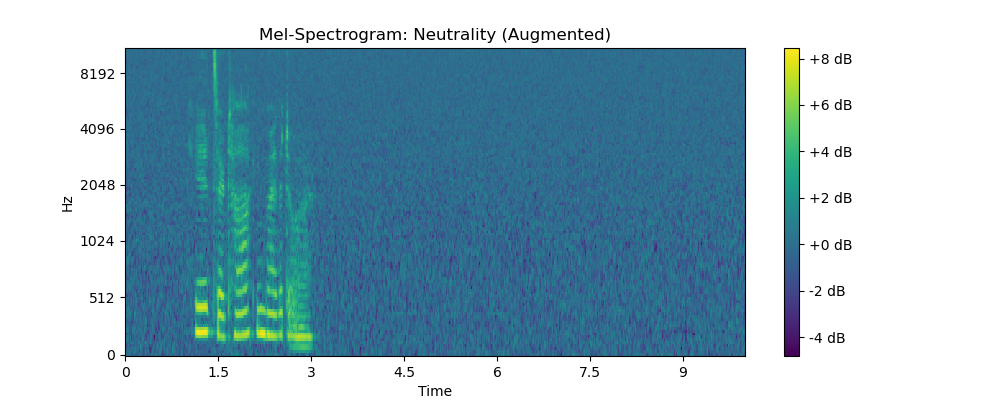 Mel-Spectrogram: Neutrality (Augmented)
8192
4096
2048
1024
512
0
Hz
0 1.5 3 4.5 6 7.5 9
Time
+8 dB
+6 dB
+4 dB
+2 dB
+0 dB
-2 dB
-4 dB